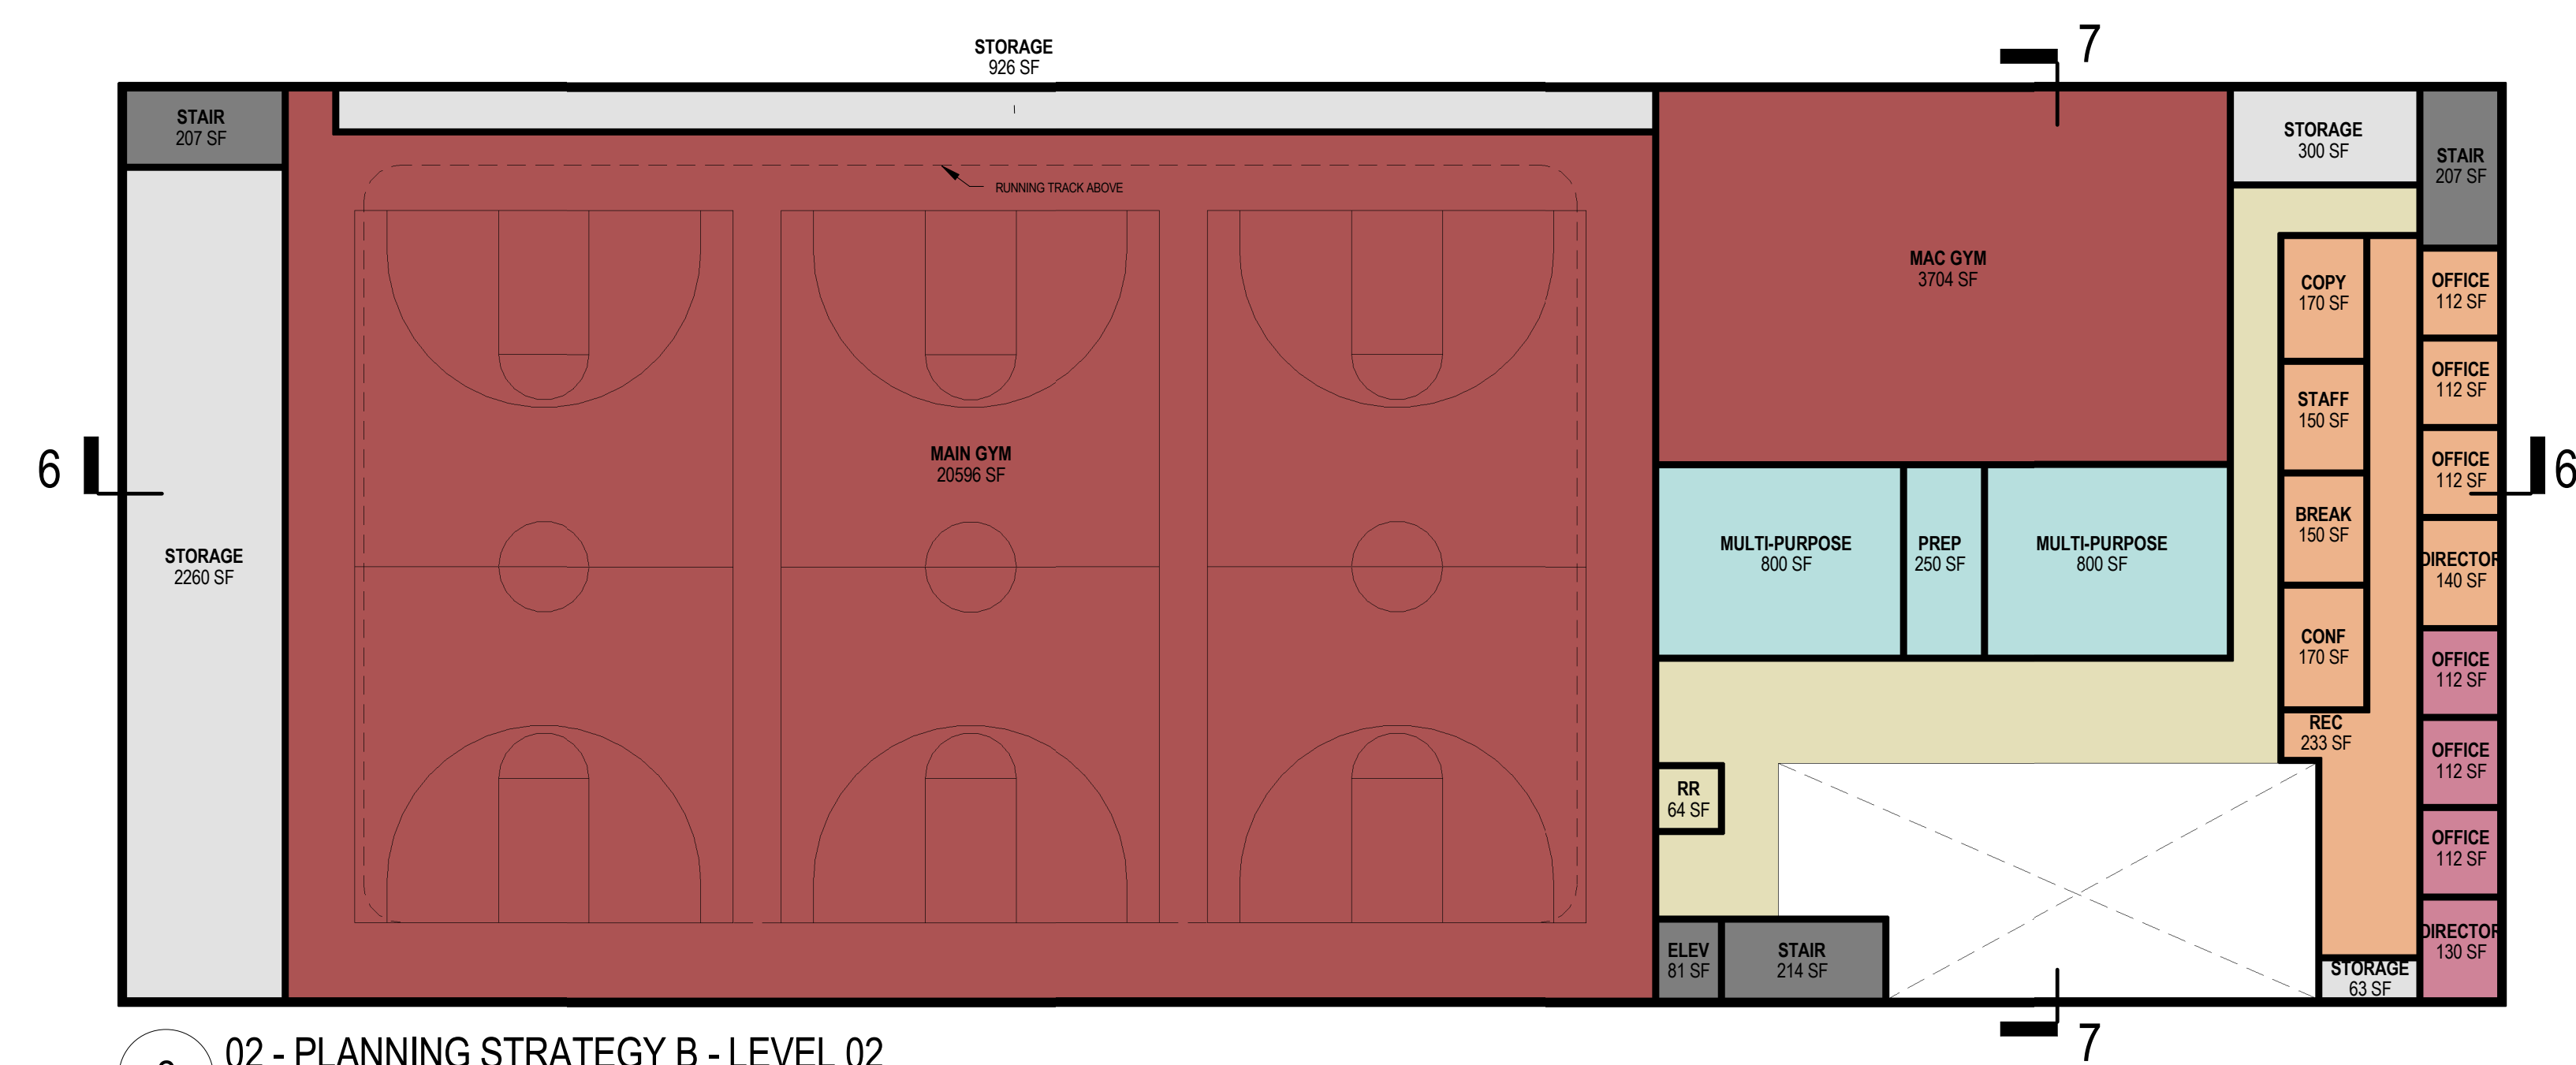 7
STORAGE
926 SF
STAIR
207 SF
STORAGE
300 SF
STAIR
207 SF
RUNNING TRACK ABOVE
MAC GYM
3704 SF
COPY
170 SF
OFFICE
112 SF
STAFF
150 SF
OFFICE
112 SF
MAIN GYM
20596 SF
6
OFFICE
112 SF
6
BREAK
150 SF
STORAGE
2260 SF
MULTI-PURPOSE
800 SF
PREP
250 SF
MULTI-PURPOSE
800 SF
DIRECTOR
140 SF
CONF
170 SF
OFFICE
112 SF
REC
233 SF
OFFICE
112 SF
RR
64 SF
OFFICE
112 SF
ELEV
81 SF
STAIR
214 SF
DIRECTOR
130 SF
STORAGE
63 SF
7
02 - PLANNING STRATEGY B - LEVEL 02